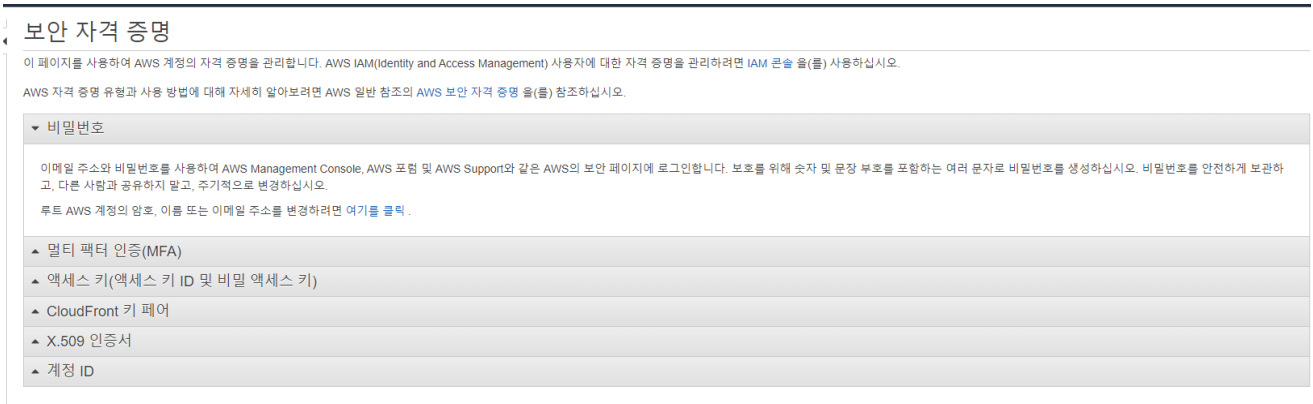 보안 자격 증명
이 페이지를 사용하여 AWS 계정의 자격 증명을 관리합니다. AWS IAM(Identity and Access Management) 사용자에 대한 자격 증명을 관리하려면 IAM 콘솔 을(를) 사용하십시오.
AWS 자격 증명 유형과 사용 방법에 대해 자세히 알아보려면 AWS 일반 참조의 AWS 보안 자격 증명 을(를) 참조하십시오.
비밀번호
이메일 주소와 비밀번호를 사용하여 AWS Management Console, AWS 포럼 및 AWS Support와 같은 AWS의 보안 페이지에 로그인합니다. 보호를 위해 숫자 및 문장 부호를 포함하는 여러 문자로 비밀번호를 생성하십시오. 비밀번호를 안전하게 보관하
고, 다른 사람과 공유하지 말고, 주기적으로 변경하십시오.
루트 AWS 계정의 암호, 이름 또는 이메일 주소를 변경하려면 여기를 클릭 .
멀티 팩터 인증(MFA)
액세스 키(액세스 키 ID 및 비밀 액세스 키)
CloudFront 키 페어
X.509 인증서
계정 ID